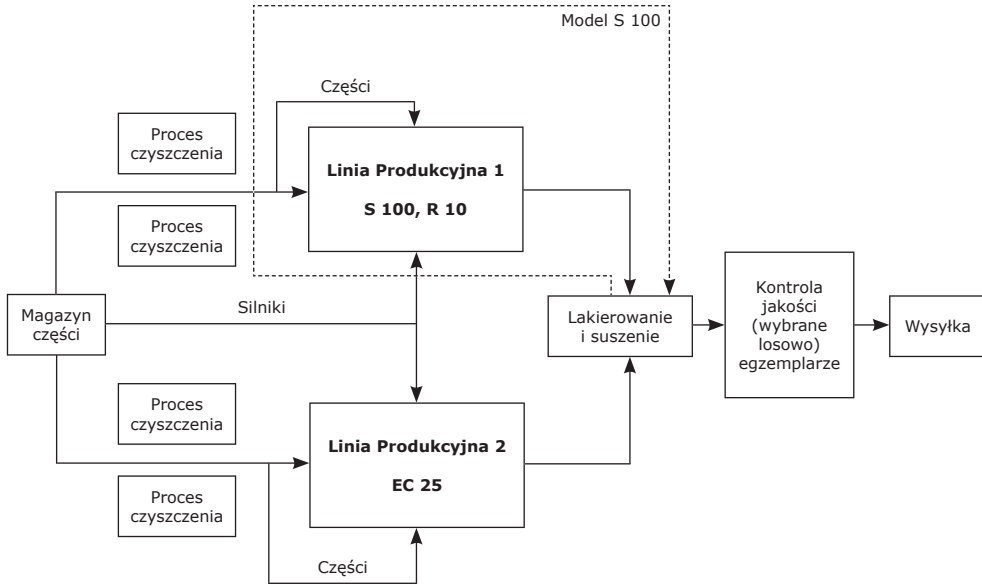 Model S 100
Części
Proces
czyszczenia
Linia Produkcyjna 1
S 100, R 10
Proces
czyszczenia
Magazyn
części
Silniki
Lakierowanie
i suszenie
Kontrola
jakości
(wybrane
losowo)
egzemplarze
Wysyłka
Proces
czyszczenia
Linia Produkcyjna 2
EC 25
Proces
czyszczenia
Części